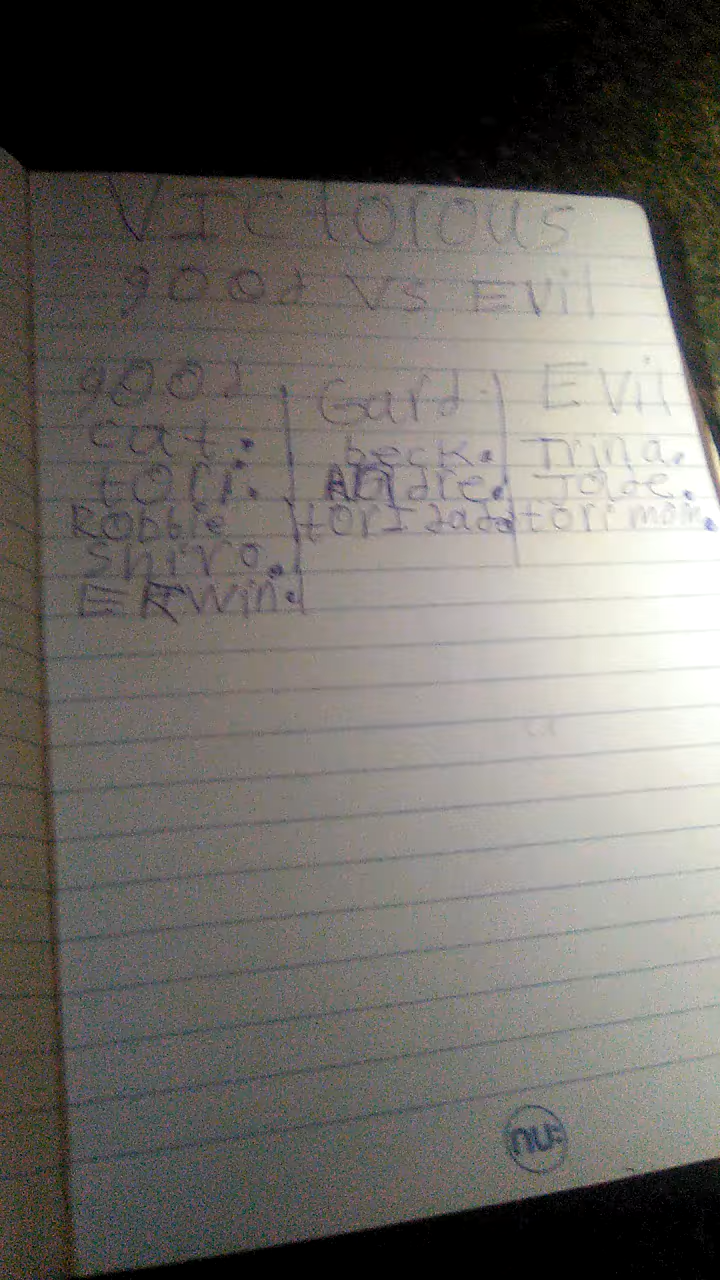 VIctorous
good Vs Evil
good | Gard | Evil
cat. | beck. | Trina.
tori. | Andre. | Jade.
Robbie | torI dad. | tori mom.
Shiro.
ERwin.
nu: